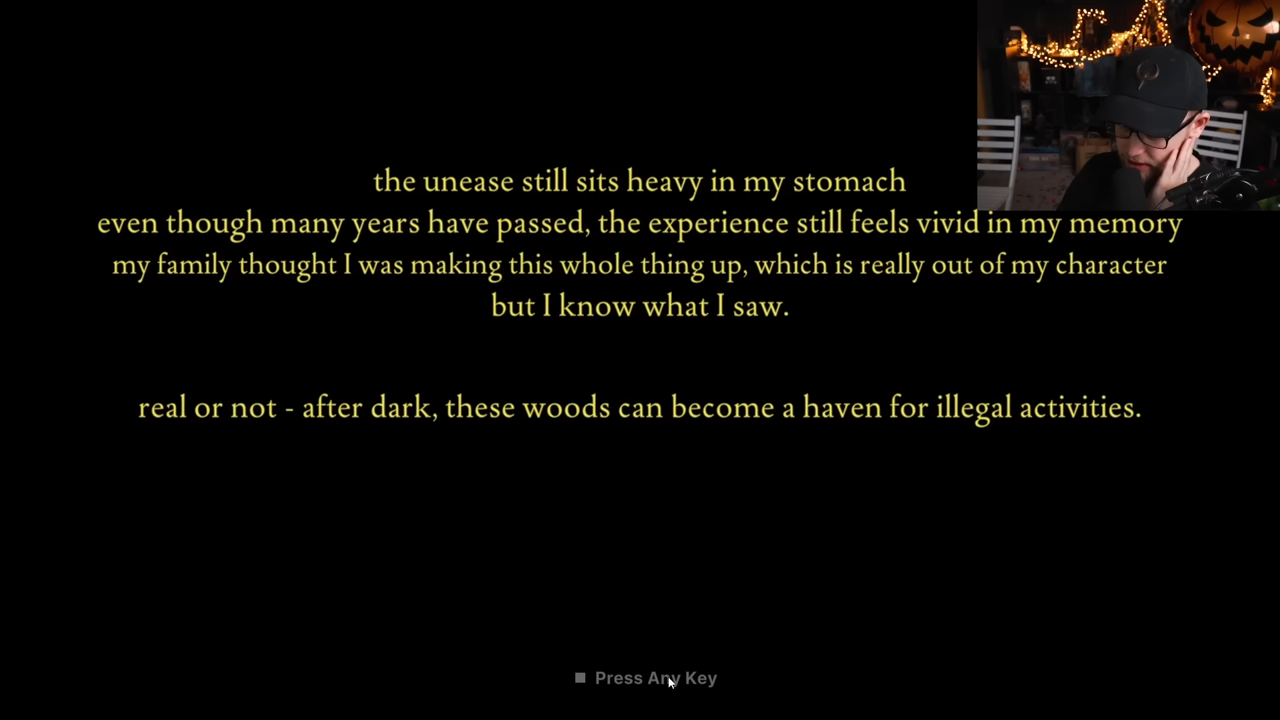 the unease still sits heavy in my stomach
even though many years have passed, the experience still feels vivid in my memory
my family thought I was making this whole thing up, which is really out of my character
but I know what I saw.
real or not - after dark, these woods can become a haven for illegal activities.
Press Any Key